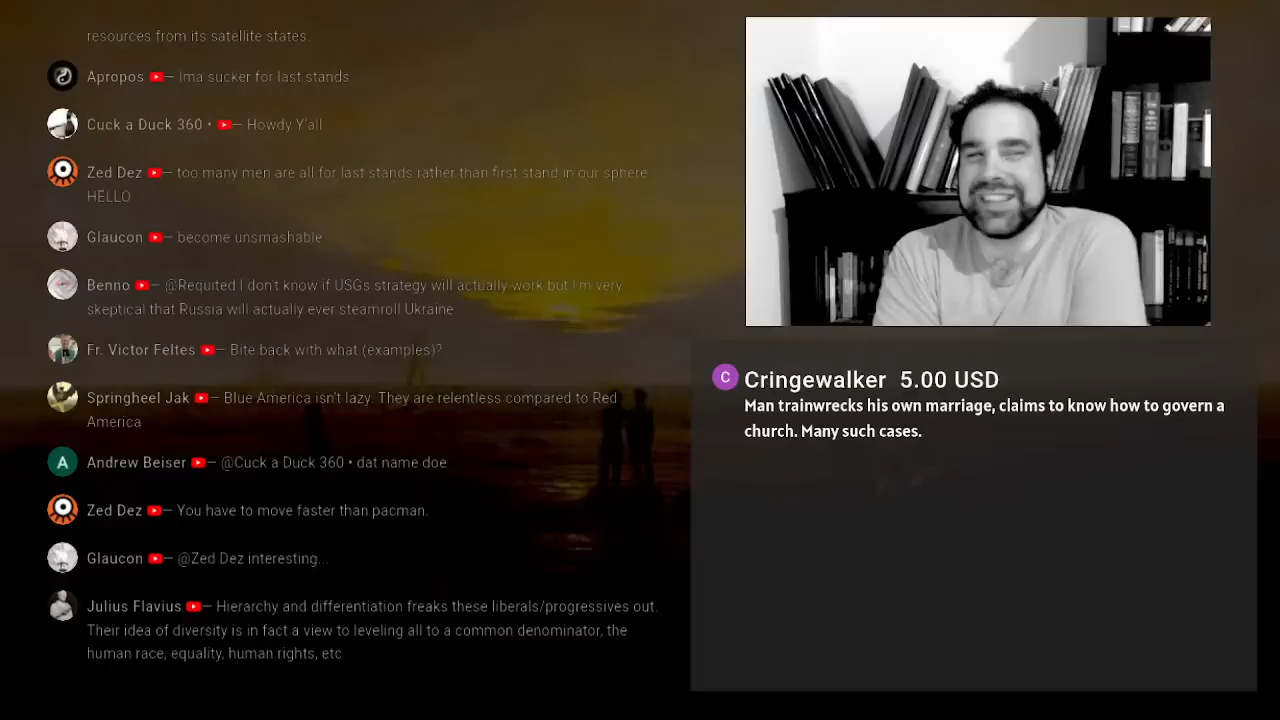 resources from its satellite states.
Apropos — Ima sucker for last stands
Cuck a Duck 360 • — Howdy Y'all
Zed Dez — too many men are all for last stands rather than first stand in our sphere
HELLO
Glaucon — become unsmashable
Benno — @Requited I don't know if USGs strategy will actually work but I'm very
skeptical that Russia will actually ever steamroll Ukraine
Fr. Victor Feltes — Bite back with what (examples)?
Springheel Jak — Blue America isn't lazy. They are relentless compared to Red
America
A
Andrew Beiser — @Cuck a Duck 360 • dat name doe
Zed Dez — You have to move faster than pacman.
Glaucon — @Zed Dez interesting...
Julius Flavius — Hierarchy and differentiation freaks these liberals/progressives out.
Their idea of diversity is in fact a view to leveling all to a common denominator, the
human race, equality, human rights, etc
C
Cringewalker 5.00 USD
Man trainwrecks his own marriage, claims to know how to govern a
church. Many such cases.